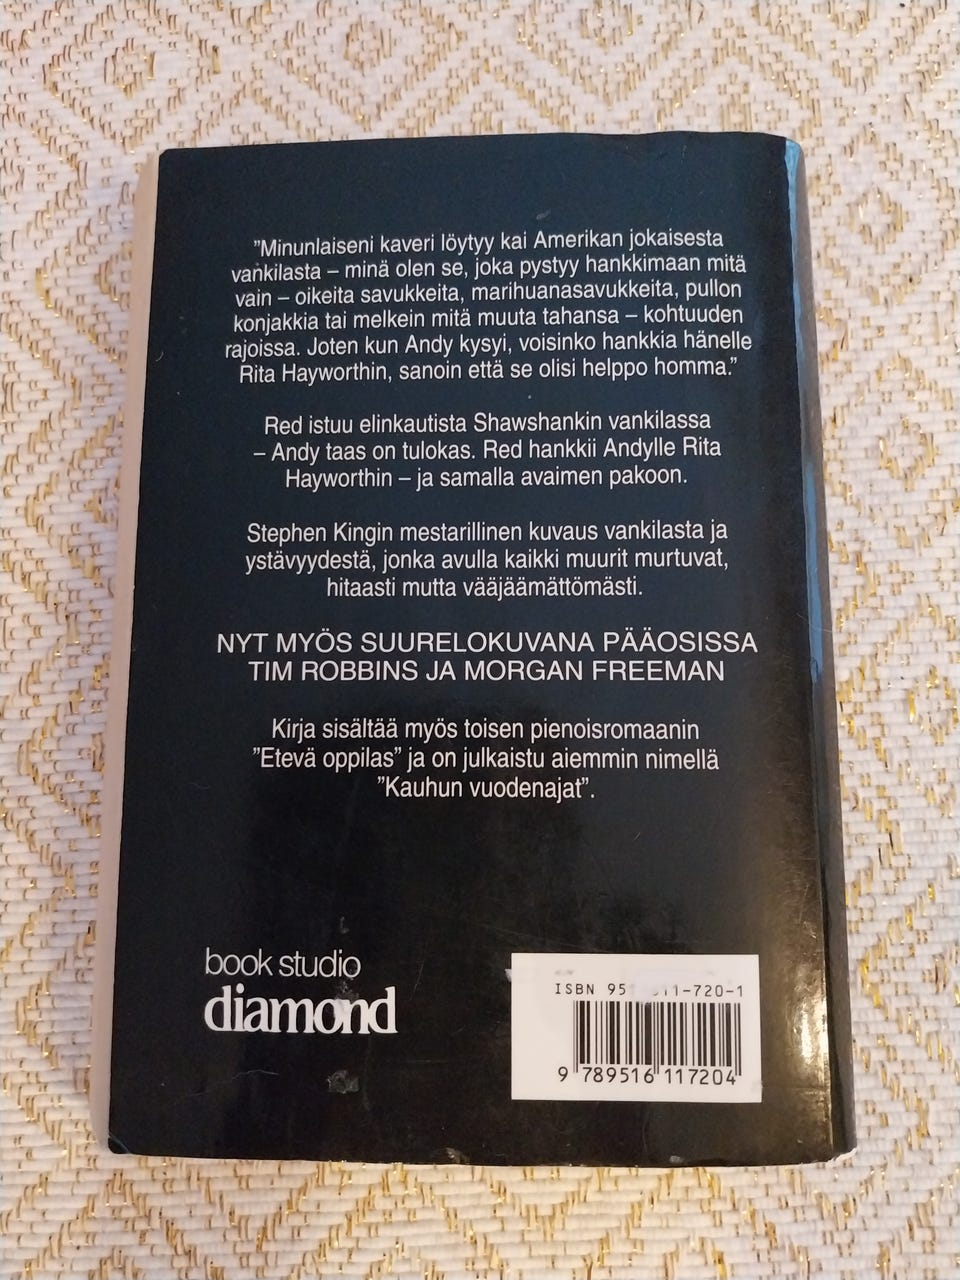 ”Minunlaiseni kaveri löytyy kai Amerikan jokaisesta
vankilasta – minä olen se, joka pystyy hankkimaan mitä
vain – oikeita savukkeita, marihuanasavukkeita, pullon
konjakkia tai melkein mitä muuta tahansa – kohtuuden
rajoissa. Joten kun Andy kysyi, voisinko hankkia hänelle
Rita Hayworthin, sanoin että se olisi helppo homma.”
Red istuu elinkautista Shawshankin vankilassa
– Andy taas on tulokas. Red hankkii Andylle Rita
Hayworthin – ja samalla avaimen pakoon.
Stephen Kingin mestarillinen kuvaus vankilasta ja
ystävyydestä, jonka avulla kaikki muurit murtuvat,
hitaasti mutta vääjäämättömästi.
NYT MYÖS SUURELOKUVANA PÄÄOSISSA
TIM ROBBINS JA MORGAN FREEMAN
Kirja sisältää myös toisen pienoisromaanin
”Etevä oppilas” ja on julkaistu aiemmin nimellä
”Kauhun vuodenajat”.
book studio
diamond
ISBN
9 789516 117204